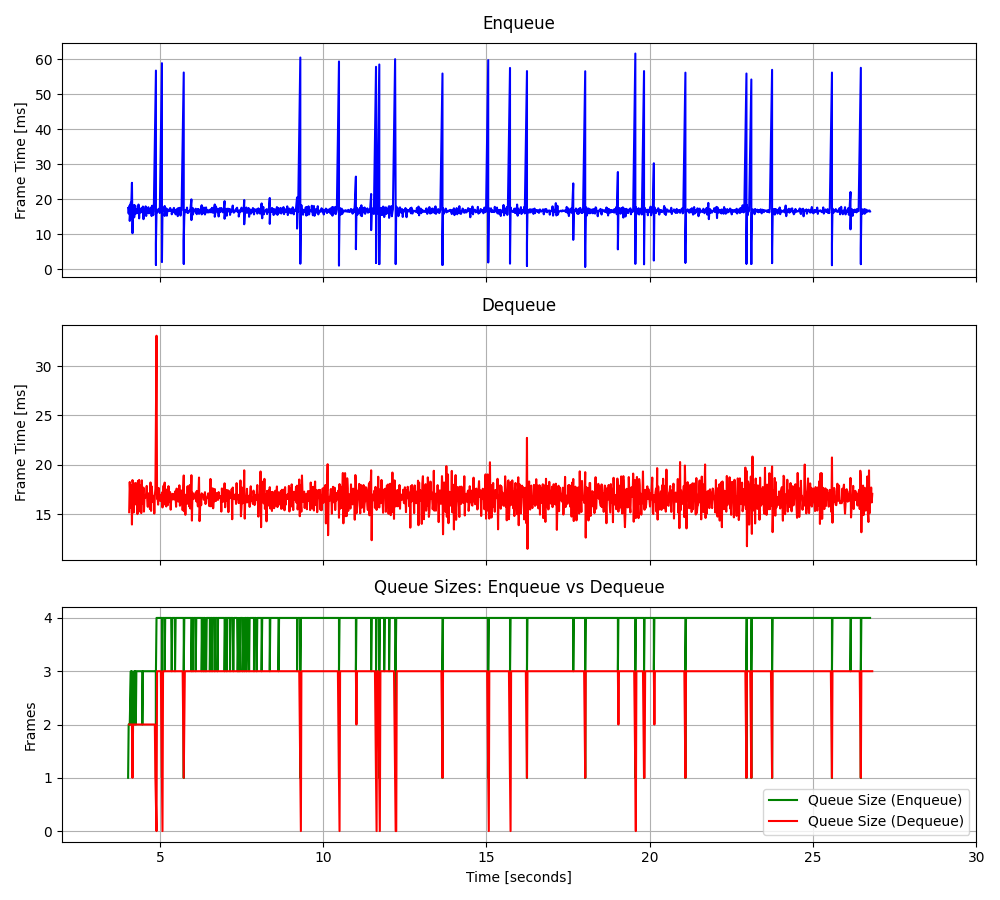 Enqueue
Frame Time [ms]
60
50
40
30
20
10
0
Dequeue
Frame Time [ms]
30
25
20
15
Queue Sizes: Enqueue vs Dequeue
Frames
4
3
2
1
0
Queue Size (Enqueue)
Queue Size (Dequeue)
5 10 15 20 25 30
Time [seconds]